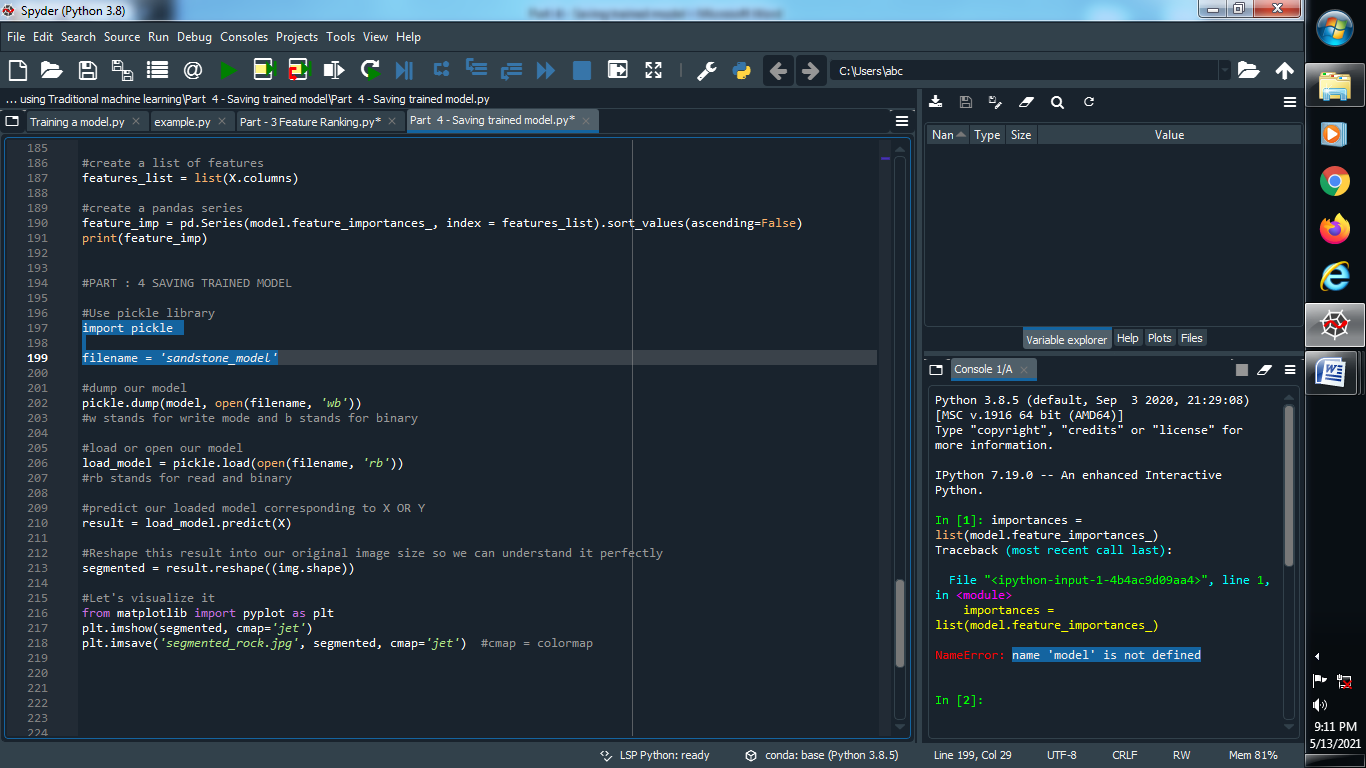 Spyder (Python 3.8)
File Edit Search Source Run Debug Consoles Projects Tools View Help
C:\Users\abc
... using Traditional machine learning\Part 4 - Saving trained model\Part 4 - Saving trained model.py
Training a model.py example.py Part - 3 Feature Ranking.py* Part 4 - Saving trained model.py*
185
186 #create a list of features
187 features_list = list(X.columns)
188
189 #create a pandas series
190 feature_imp = pd.Series(model.feature_importances_, index = features_list).sort_values(ascending=False)
191 print(feature_imp)
192
193
194 #PART : 4 SAVING TRAINED MODEL
195
196 #Use pickle library
197 import pickle
198
199 filename = 'sandstone_model'
200
201 #dump our model
202 pickle.dump(model, open(filename, 'wb'))
203 #w stands for write mode and b stands for binary
204
205 #load or open our model
206 load_model = pickle.load(open(filename, 'rb'))
207 #rb stands for read and binary
208
209 #predict our loaded model corresponding to X OR Y
210 result = load_model.predict(X)
211
212 #Reshape this result into our original image size so we can understand it perfectly
213 segmented = result.reshape((img.shape))
214
215 #Let's visualize it
216 from matplotlib import pyplot as plt
217 plt.imshow(segmented, cmap='jet')
218 plt.imsave('segmented_rock.jpg', segmented, cmap='jet') #cmap = colormap
219
220
221
222
223
224
Nan Type Size Value
Variable explorer Help Plots Files
Console 1/A
Python 3.8.5 (default, Sep 3 2020, 21:29:08)
[MSC v.1916 64 bit (AMD64)]
Type "copyright", "credits" or "license" for
more information.
IPython 7.19.0 -- An enhanced Interactive
Python.
In [1]: importances =
list(model.feature_importances_)
Traceback (most recent call last):
File "<ipython-input-1-4b4ac9d09aa4>", line 1,
in <module>
importances =
list(model.feature_importances_)
NameError: name 'model' is not defined
In [2]:
LSP Python: ready conda: base (Python 3.8.5) Line 199, Col 29 UTF-8 CRLF RW Mem 81%
9:11 PM
5/13/2021